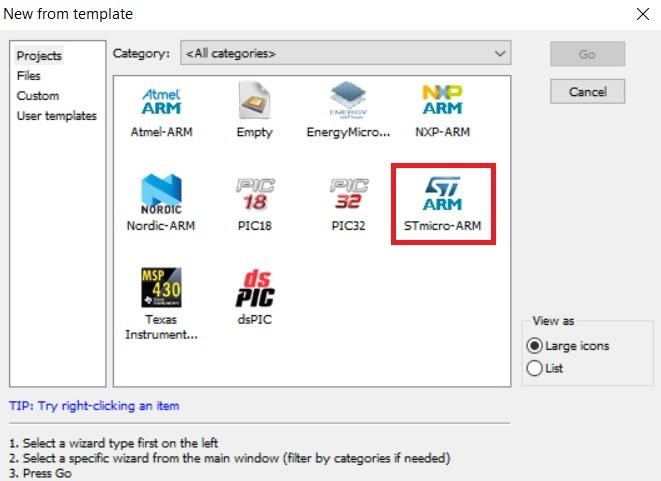 New from template
Projects
Files
Custom
User templates
Category: <All categories>
Go
Cancel
Atmel
ARM
Atmel-ARM
Empty
ENERGY
EnergyMicro...
NXP
ARM
NXP-ARM
NORDIC
Nordic-ARM
PIC
18
PIC18
PIC
32
PIC32
ST
ARM
STmicro-ARM
MSP
430
Texas
Instrument...
ds
PIC
dsPIC
View as
Large icons
List
TIP: Try right-clicking an item
1. Select a wizard type first on the left
2. Select a specific wizard from the main window (filter by categories if needed)
3. Press Go